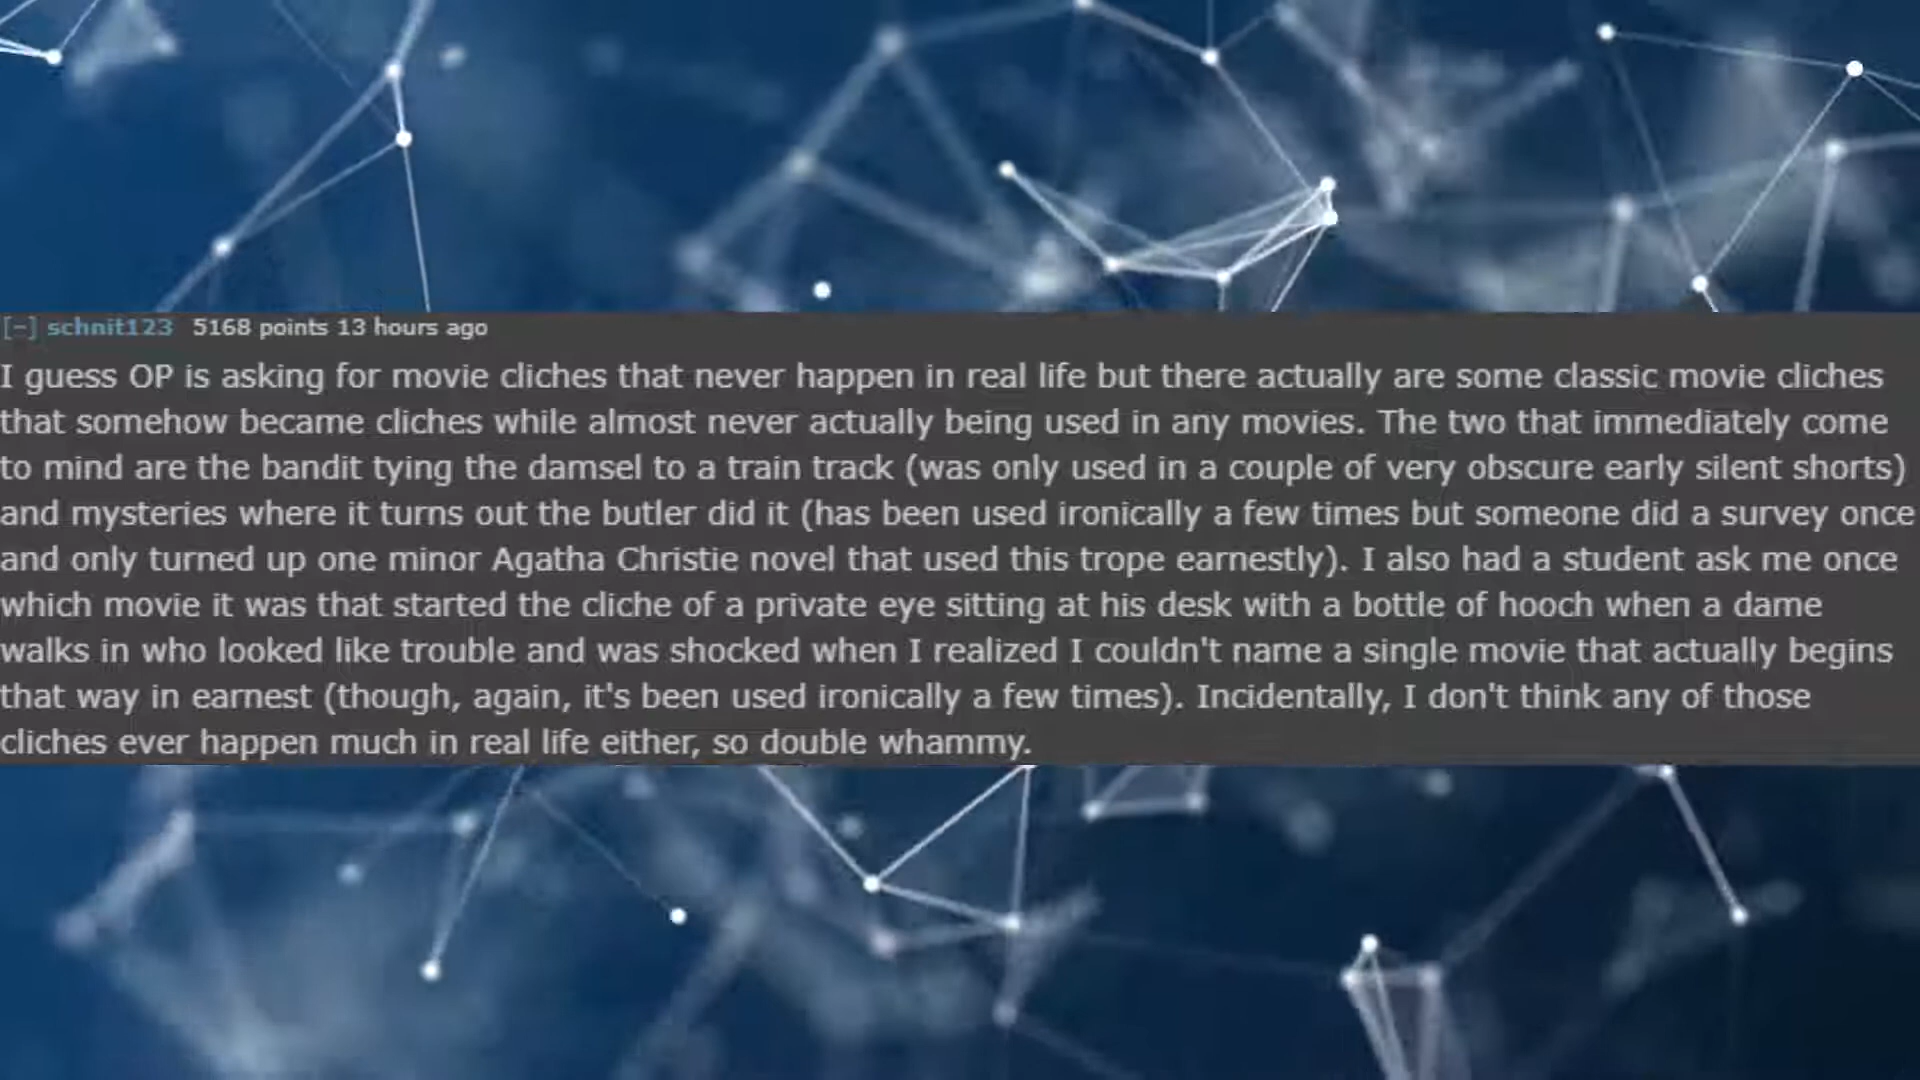 [-] schnit123 5168 points 13 hours ago
I guess OP is asking for movie cliches that never happen in real life but there actually are some classic movie cliches
that somehow became cliches while almost never actually being used in any movies. The two that immediately come
to mind are the bandit tying the damsel to a train track (was only used in a couple of very obscure early silent shorts)
and mysteries where it turns out the butler did it (has been used ironically a few times but someone did a survey once
and only turned up one minor Agatha Christie novel that used this trope earnestly). I also had a student ask me once
which movie it was that started the cliche of a private eye sitting at his desk with a bottle of hooch when a dame
walks in who looked like trouble and was shocked when I realized I couldn't name a single movie that actually begins
that way in earnest (though, again, it's been used ironically a few times). Incidentally, I don't think any of those
cliches ever happen much in real life either, so double whammy.